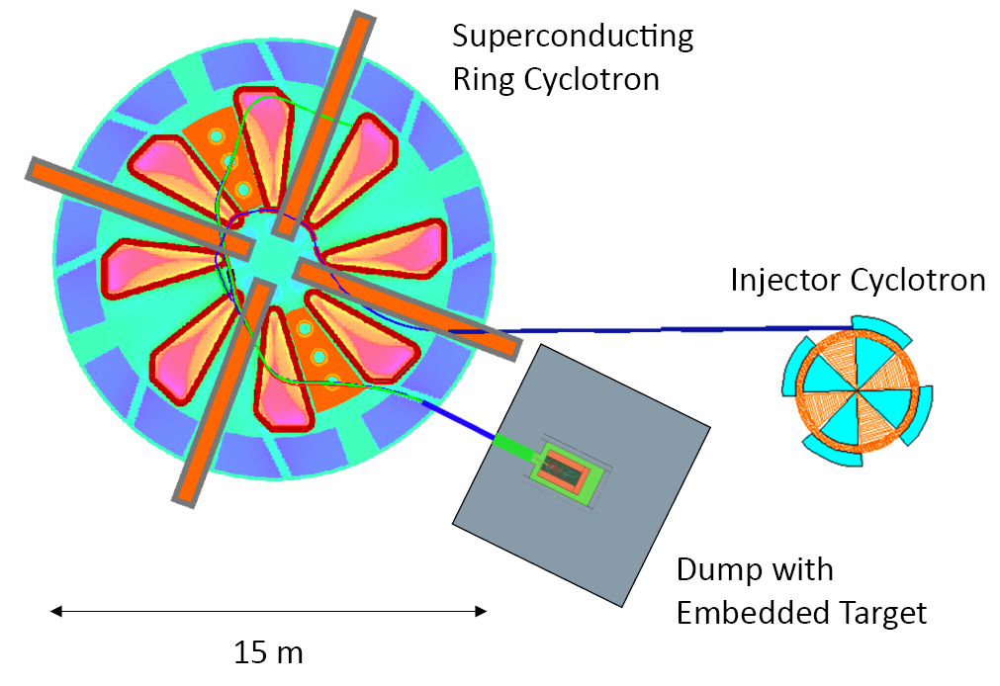 Superconducting
Ring Cyclotron
Injector Cyclotron
Dump with
Embedded Target
15 m